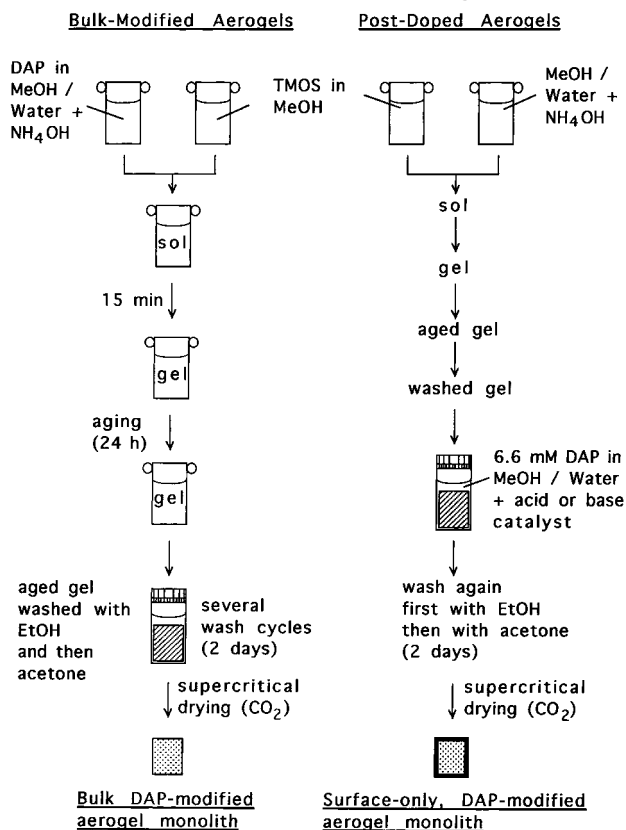 Bulk-Modified Aerogels
DAP in
MeOH /
Water +
NH4OH
TMOS in
MeOH
sol
15 min
gel
aging
(24 h)
gel
aged gel
washed with
EtOH
and then
acetone
several
wash cycles
(2 days)
supercritical
drying (CO2)
Bulk DAP-modified
aerogel monolith
Post-Doped Aerogels
MeOH /
Water +
NH4OH
sol
gel
aged gel
washed gel
6.6 mM DAP in
MeOH / Water
+ acid or base
catalyst
wash again
first with EtOH
then with acetone
(2 days)
supercritical
drying (CO2)
Surface-only, DAP-modified
aerogel monolith